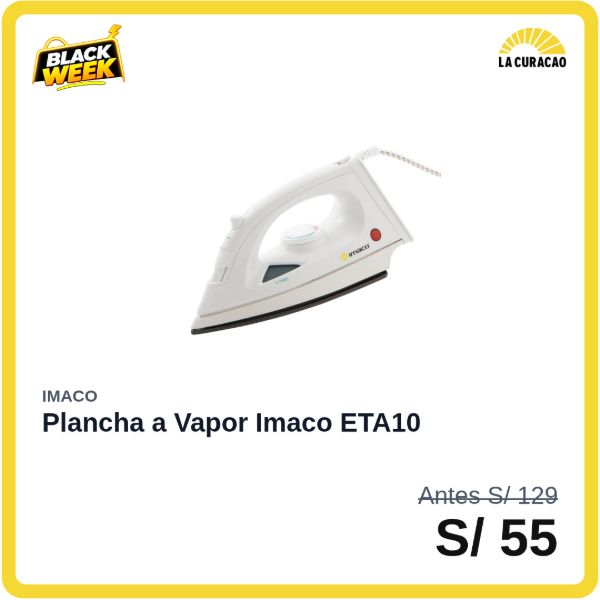 BLACK
WEEK
LA CURACAO
imaco
IMACO
Plancha a Vapor Imaco ETA10
Antes S/ 129
S/ 55